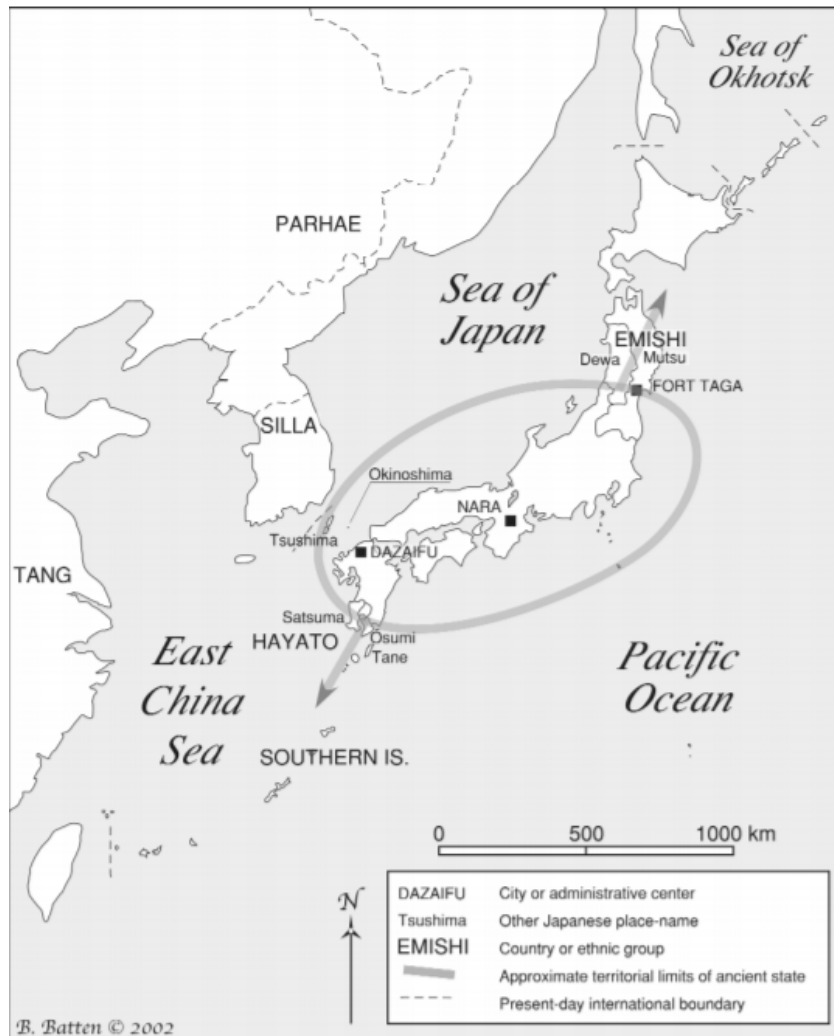 Sea of
Okhotsk
PARHAE
Sea of
Japan
EMISHI
Dewa
Mutsu
FORT TAGA
SILLA
Okinoshima
NARA
Tsushima
DAZAIFU
TANG
Satsuma
HAYATO
Ōsumi
Tane
East
China
Sea
Pacific
Ocean
SOUTHERN IS.
0 500 1000 km
N
DAZAIFU City or administrative center
Tsushima Other Japanese place-name
EMISHI Country or ethnic group
Approximate territorial limits of ancient state
Present-day international boundary
B. Batten © 2002